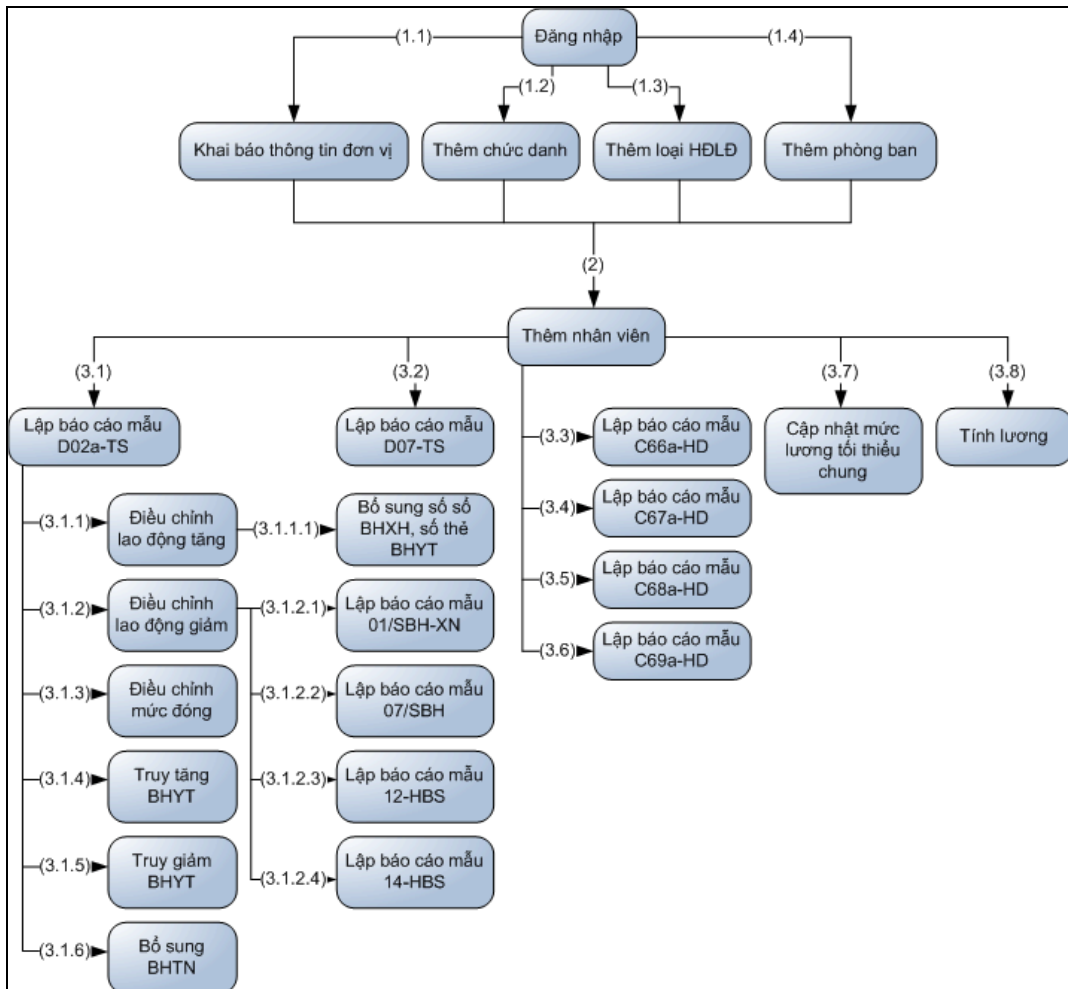 Đăng nhập
(1.1)
(1.2)
(1.3)
(1.4)
Khai báo thông tin đơn vị
Thêm chức danh
Thêm loại HĐLĐ
Thêm phòng ban
(2)
Thêm nhân viên
(3.1)
(3.2)
(3.7)
(3.8)
Lập báo cáo mẫu
D02a-TS
Lập báo cáo mẫu
D07-TS
(3.3)
Lập báo cáo mẫu
C66a-HD
Cập nhật mức
lương tối thiểu
chung
Tính lương
(3.4)
Lập báo cáo mẫu
C67a-HD
(3.5)
Lập báo cáo mẫu
C68a-HD
(3.6)
Lập báo cáo mẫu
C69a-HD
(3.1.1)
Điều chỉnh
lao động tăng
(3.1.1.1)
Bổ sung số sổ
BHXH, số thẻ
BHYT
(3.1.2)
Điều chỉnh
lao động giảm
(3.1.2.1)
Lập báo cáo mẫu
01/SBH-XN
(3.1.3)
Điều chỉnh
mức đóng
(3.1.2.2)
Lập báo cáo mẫu
07/SBH
(3.1.4)
Truy tăng
BHYT
(3.1.2.3)
Lập báo cáo mẫu
12-HBS
(3.1.5)
Truy giảm
BHYT
(3.1.2.4)
Lập báo cáo mẫu
14-HBS
(3.1.6)
Bổ sung
BHTN